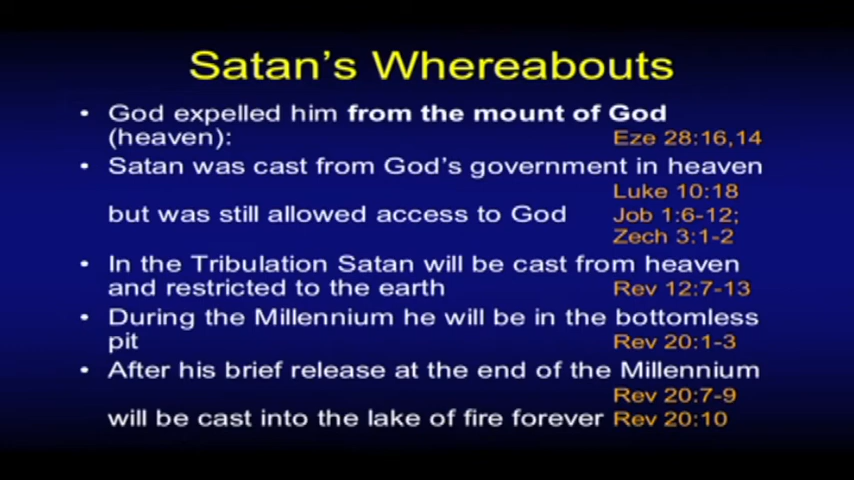 Satan's Whereabouts
• God expelled him from the mount of God
(heaven): Eze 28:16,14
• Satan was cast from God's government in heaven
Luke 10:18
but was still allowed access to God Job 1:6-12;
Zech 3:1-2
• In the Tribulation Satan will be cast from heaven
and restricted to the earth Rev 12:7-13
• During the Millennium he will be in the bottomless
pit Rev 20:1-3
• After his brief release at the end of the Millennium
Rev 20:7-9
will be cast into the lake of fire forever Rev 20:10